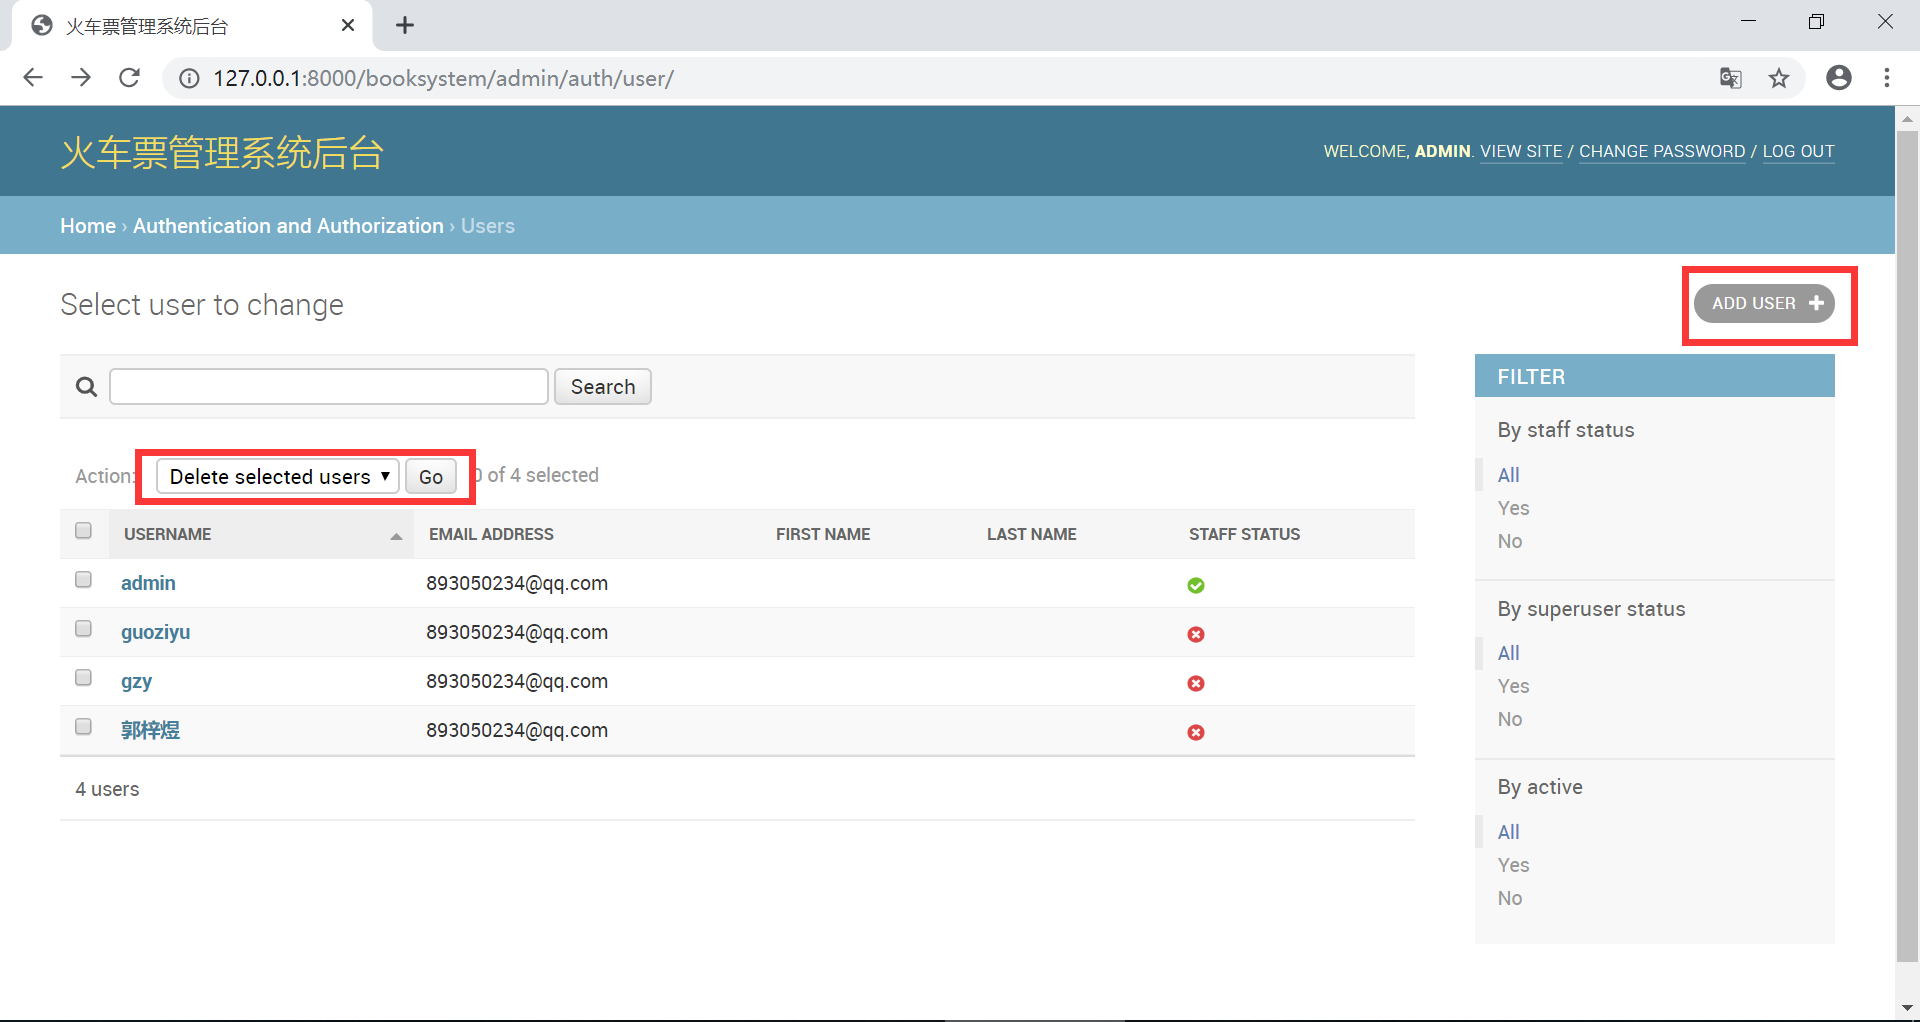 火车票管理系统后台
127.0.0.1:8000/booksystem/admin/auth/user/
火车票管理系统后台
WELCOME, ADMIN. VIEW SITE / CHANGE PASSWORD / LOG OUT
Home › Authentication and Authorization › Users
Select user to change
ADD USER +
Search
Action: Delete selected users Go 0 of 4 selected
USERNAME EMAIL ADDRESS FIRST NAME LAST NAME STAFF STATUS
admin 893050234@qq.com
guoziyu 893050234@qq.com
gzy 893050234@qq.com
郭梓煜 893050234@qq.com
4 users
FILTER
By staff status
All
Yes
No
By superuser status
All
Yes
No
By active
All
Yes
No